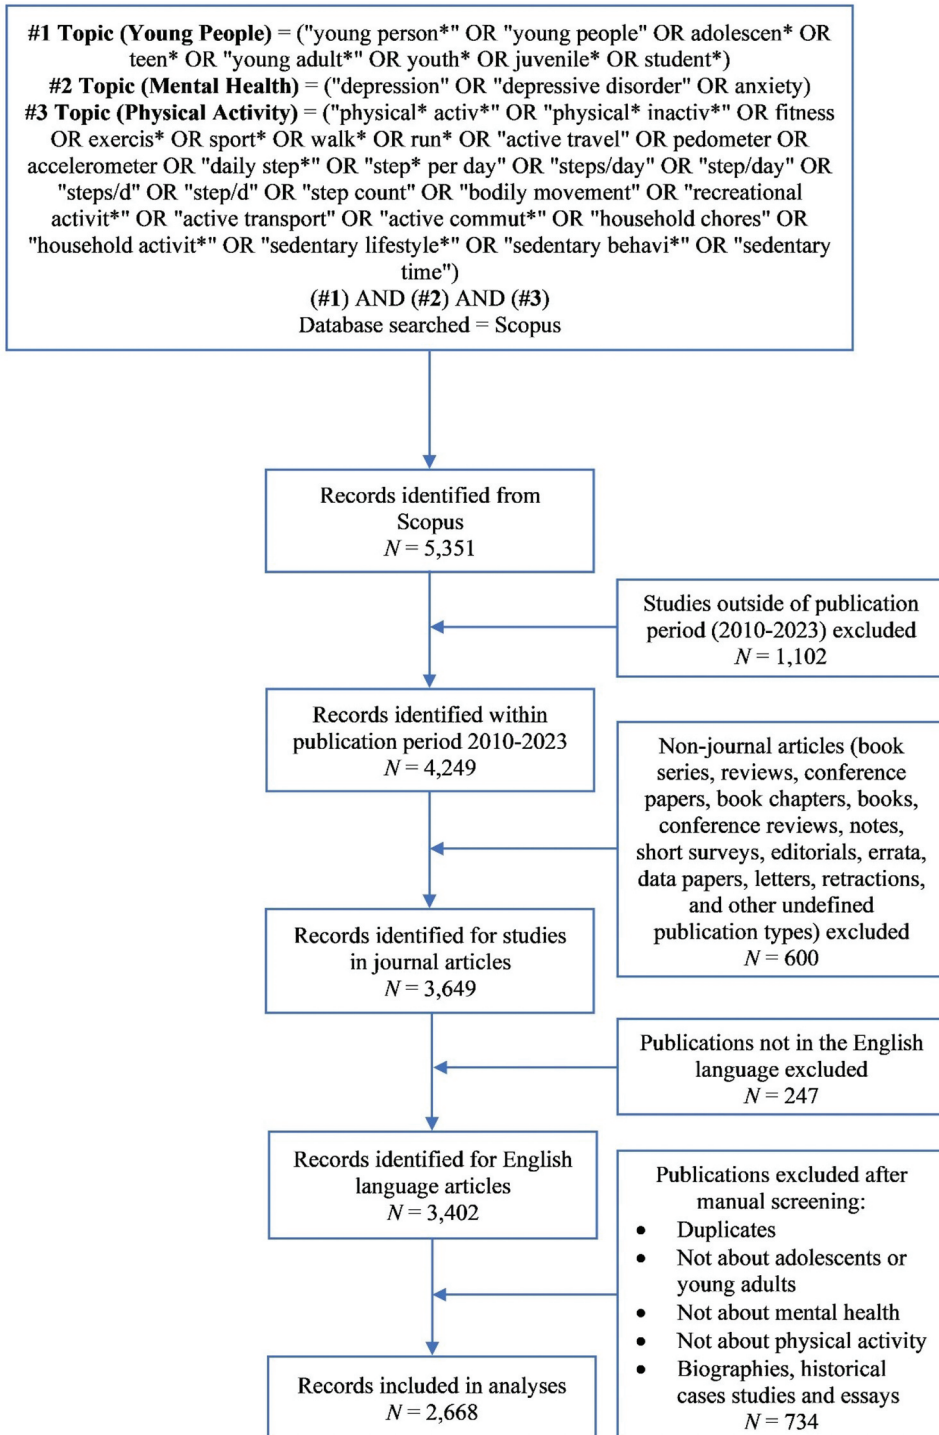 #1 Topic (Young People) = ("young person*" OR "young people" OR adolescen* OR
teen* OR "young adult*" OR youth* OR juvenile* OR student*)
#2 Topic (Mental Health) = ("depression" OR "depressive disorder" OR anxiety)
#3 Topic (Physical Activity) = ("physical* activ*" OR "physical* inactiv*" OR fitness
OR exercis* OR sport* OR walk* OR run* OR "active travel" OR pedometer OR
accelerometer OR "daily step*" OR "step* per day" OR "steps/day" OR "step/day" OR
"steps/d" OR "step/d" OR "step count" OR "bodily movement" OR "recreational
activit*" OR "active transport" OR "active commut*" OR "household chores" OR
"household activit*" OR "sedentary lifestyle*" OR "sedentary behavi*" OR "sedentary
time")
(#1) AND (#2) AND (#3)
Database searched = Scopus
Records identified from
Scopus
N = 5,351
Studies outside of publication
period (2010-2023) excluded
N = 1,102
Records identified within
publication period 2010-2023
N = 4,249
Non-journal articles (book
series, reviews, conference
papers, book chapters, books,
conference reviews, notes,
short surveys, editorials, errata,
data papers, letters, retractions,
and other undefined
publication types) excluded
N = 600
Records identified for studies
in journal articles
N = 3,649
Publications not in the English
language excluded
N = 247
Records identified for English
language articles
N = 3,402
Publications excluded after
manual screening:
• Duplicates
• Not about adolescents or
young adults
• Not about mental health
• Not about physical activity
• Biographies, historical
cases studies and essays
N = 734
Records included in analyses
N = 2,668